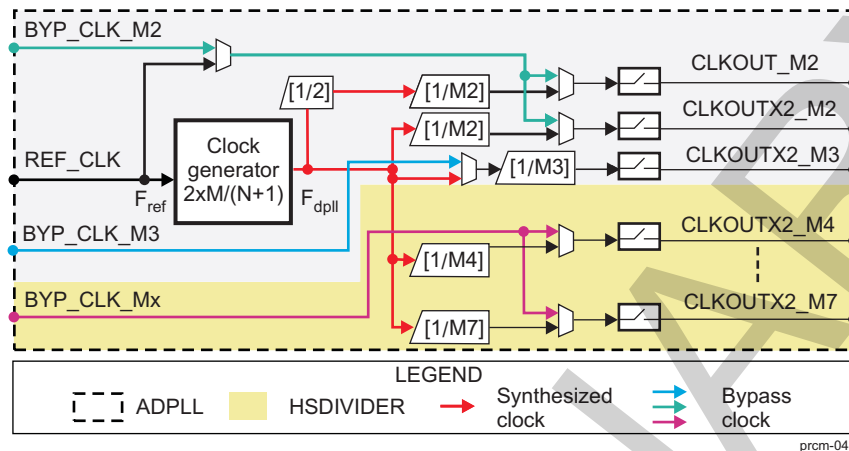 BYP_CLK_M2
CLKOUT_M2
[1/2]
[1/M2]
CLKOUTX2_M2
[1/M2]
REF_CLK
Clock
generator
2xM/(N+1)
CLKOUTX2_M3
[1/M3]
Fref
Fdpll
BYP_CLK_M3
CLKOUTX2_M4
[1/M4]
BYP_CLK_Mx
CLKOUTX2_M7
[1/M7]
LEGEND
ADPLL
HSDIVIDER
Synthesized
clock
Bypass
clock
prcm-04